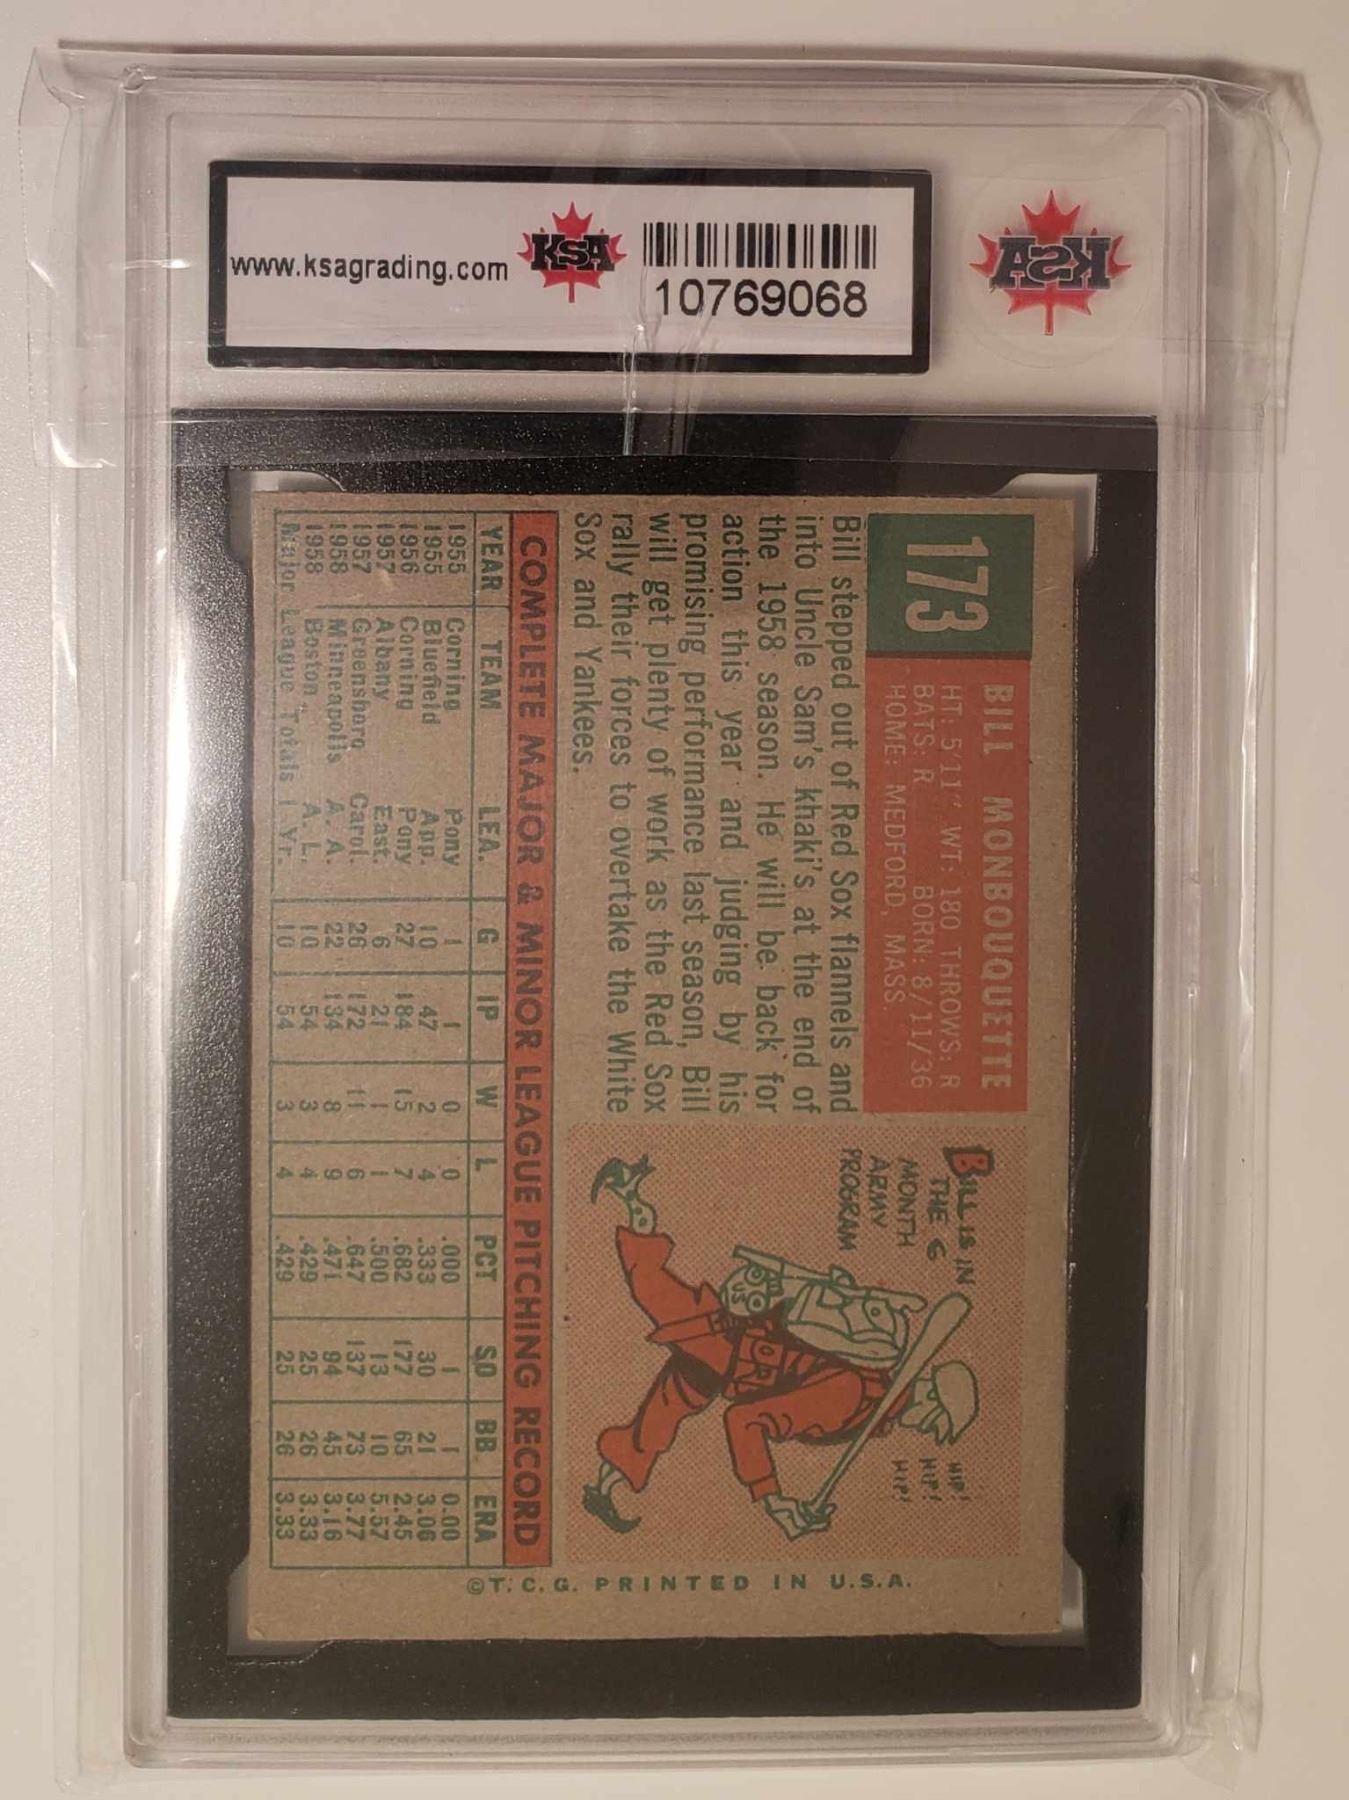 www.ksagrading.com
KSA
10769068
KSA
173
BILL MONBOUQUETTE
HT: 5'11" WT: 180 THROWS: R
BATS: R BORN: 8/11/36
HOME: MEDFORD, MASS.
Bill stepped out of Red Sox flannels and
into Uncle Sam's khaki's at the end of
the 1958 season. He will be back for
action this year and judging by his
promising performance last season, Bill
will get plenty of work as the Red Sox
rally their forces to overtake the White
Sox and Yankees.
BILL IS IN
THE 6
MONTH
ARMY
PROGRAM
HIP!
HIP!
HIP!
US
COMPLETE MAJOR & MINOR LEAGUE PITCHING RECORD
YEAR TEAM LEA. G IP W L PCT SO BB ERA
1955 Corning Pony 1 1 0 0 .000 1 1 0.00
1955 Bluefield App. 10 47 2 4 .333 30 21 3.06
1956 Corning Pony 27 184 15 7 .682 177 65 2.45
1957 Albany East. 6 21 1 1 .500 13 10 5.57
1957 Greensboro Carol. 26 172 11 6 .647 137 73 3.77
1958 Minneapolis A. A. 22 134 8 9 .471 94 45 3.16
1958 Boston A. L. 10 54 3 4 .429 25 26 3.33
Major League Totals 1 Yr. 10 54 3 4 .429 25 26 3.33
©T. C. G. PRINTED IN U.S.A.